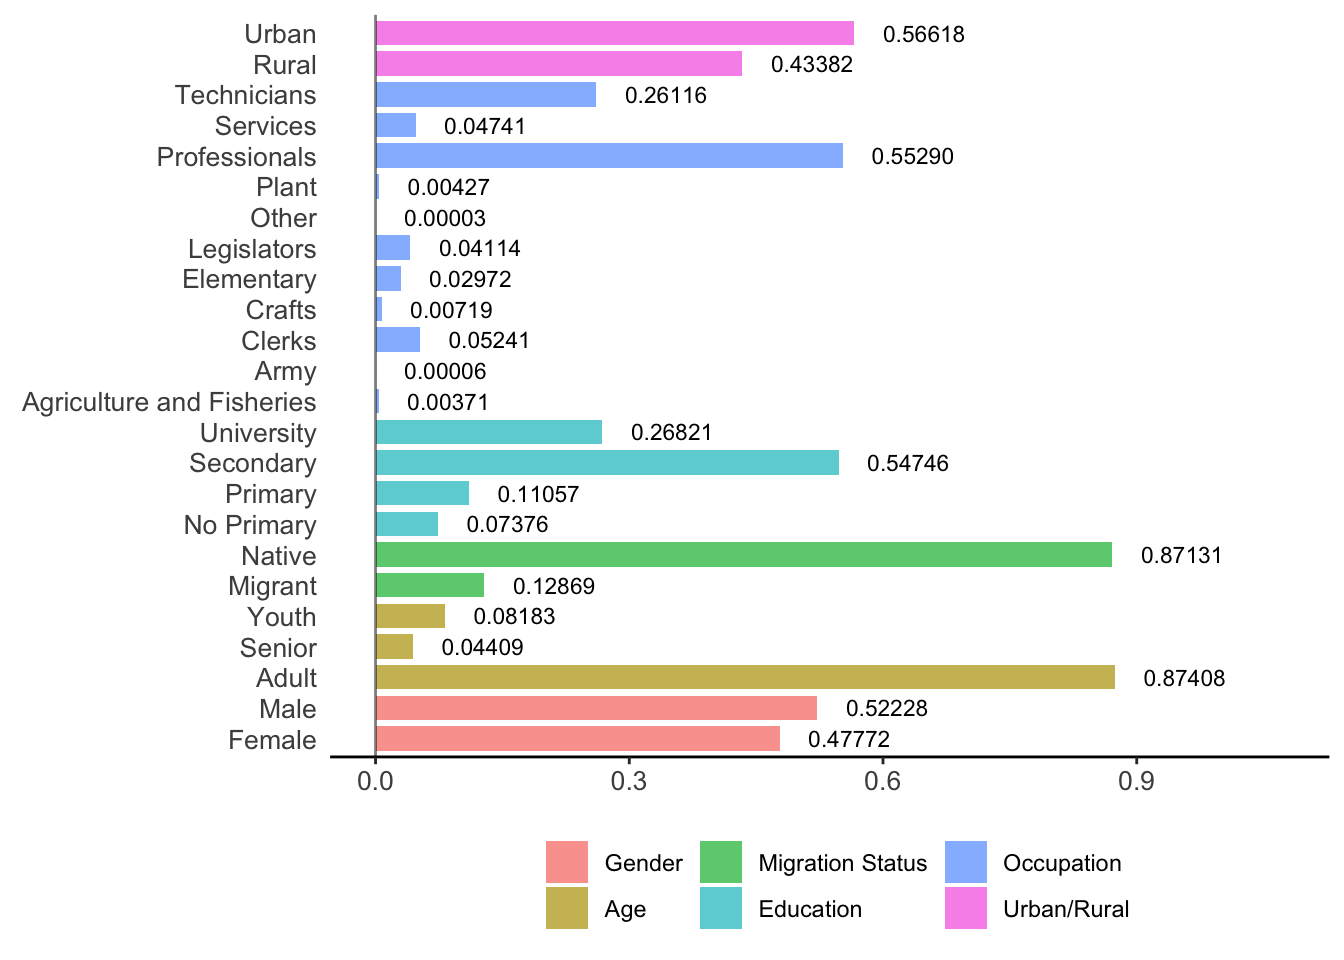 Urban 0.56618
Rural 0.43382
Technicians 0.26116
Services 0.04741
Professionals 0.55290
Plant 0.00427
Other 0.00003
Legislators 0.04114
Elementary 0.02972
Crafts 0.00719
Clerks 0.05241
Army 0.00006
Agriculture and Fisheries 0.00371
University 0.26821
Secondary 0.54746
Primary 0.11057
No Primary 0.07376
Native 0.87131
Migrant 0.12869
Youth 0.08183
Senior 0.04409
Adult 0.87408
Male 0.52228
Female 0.47772
0.0 0.3 0.6 0.9
Gender Migration Status Occupation
Age Education Urban/Rural